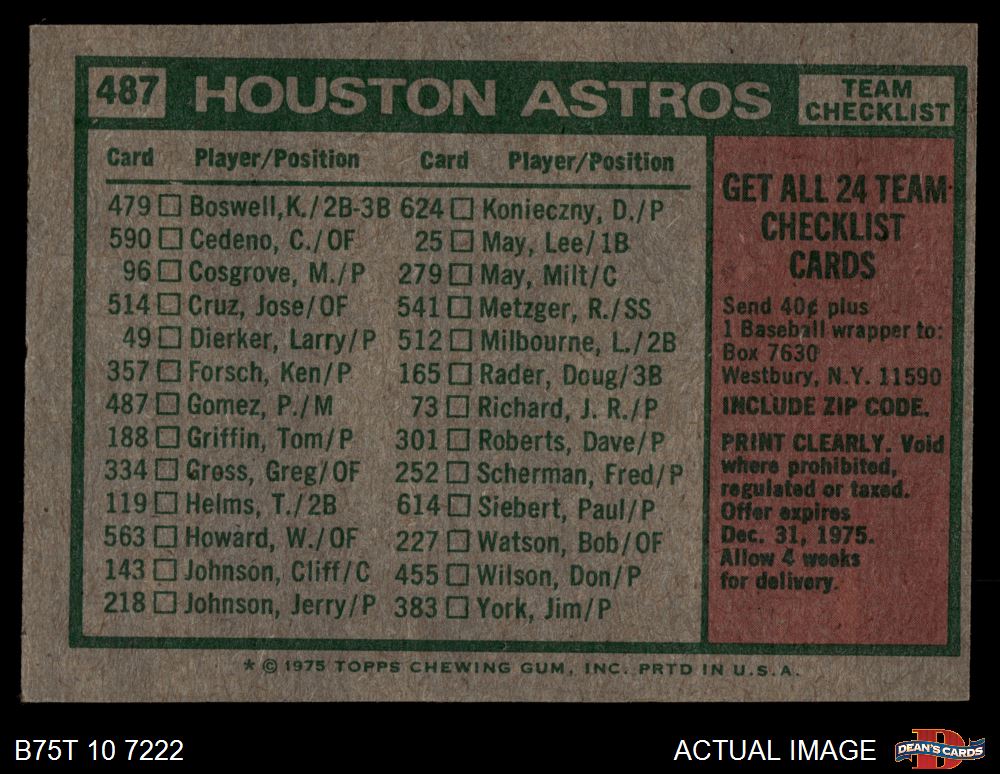 487 HOUSTON ASTROS TEAM CHECKLIST
Card Player/Position Card Player/Position
479 Boswell,K./2B-3B 624 Konieczny, D./P
590 Cedeno, C./OF 25 May, Lee/1B
96 Cosgrove, M./P 279 May, Milt/C
514 Cruz, Jose/OF 541 Metzger, R./SS
49 Dierker, Larry/P 512 Milbourne, L./2B
357 Forsch, Ken/P 165 Rader, Doug/3B
487 Gomez, P./M 73 Richard, J. R./P
188 Griffin, Tom/P 301 Roberts, Dave/P
334 Gross, Greg/OF 252 Scherman, Fred/P
119 Helms, T./2B 614 Siebert, Paul/P
563 Howard, W./OF 227 Watson, Bob/OF
143 Johnson, Cliff/C 455 Wilson, Don/P
218 Johnson, Jerry/P 383 York, Jim/P
GET ALL 24 TEAM
CHECKLIST
CARDS
Send 40¢ plus
1 Baseball wrapper to:
Box 7630
Westbury, N.Y. 11590
INCLUDE ZIP CODE.
PRINT CLEARLY. Void
where prohibited,
regulated or taxed.
Offer expires
Dec. 31, 1975.
Allow 4 weeks
for delivery.
* © 1975 TOPPS CHEWING GUM, INC. PRTD IN U.S.A.
B75T 10 7222
ACTUAL IMAGE
D DEAN'S CARDS